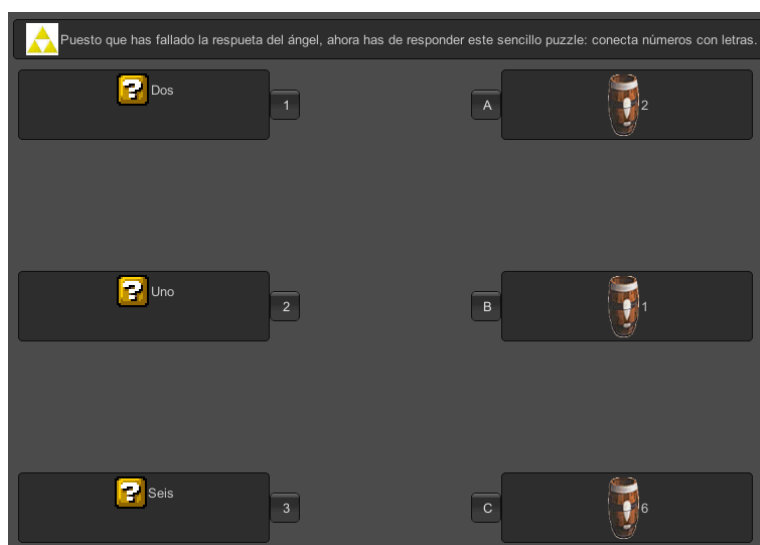 Puesto que has fallado la respueta del ángel, ahora has de responder este sencillo puzzle: conecta números con letras.
Dos
1
A
2
Uno
2
B
1
Seis
3
C
6